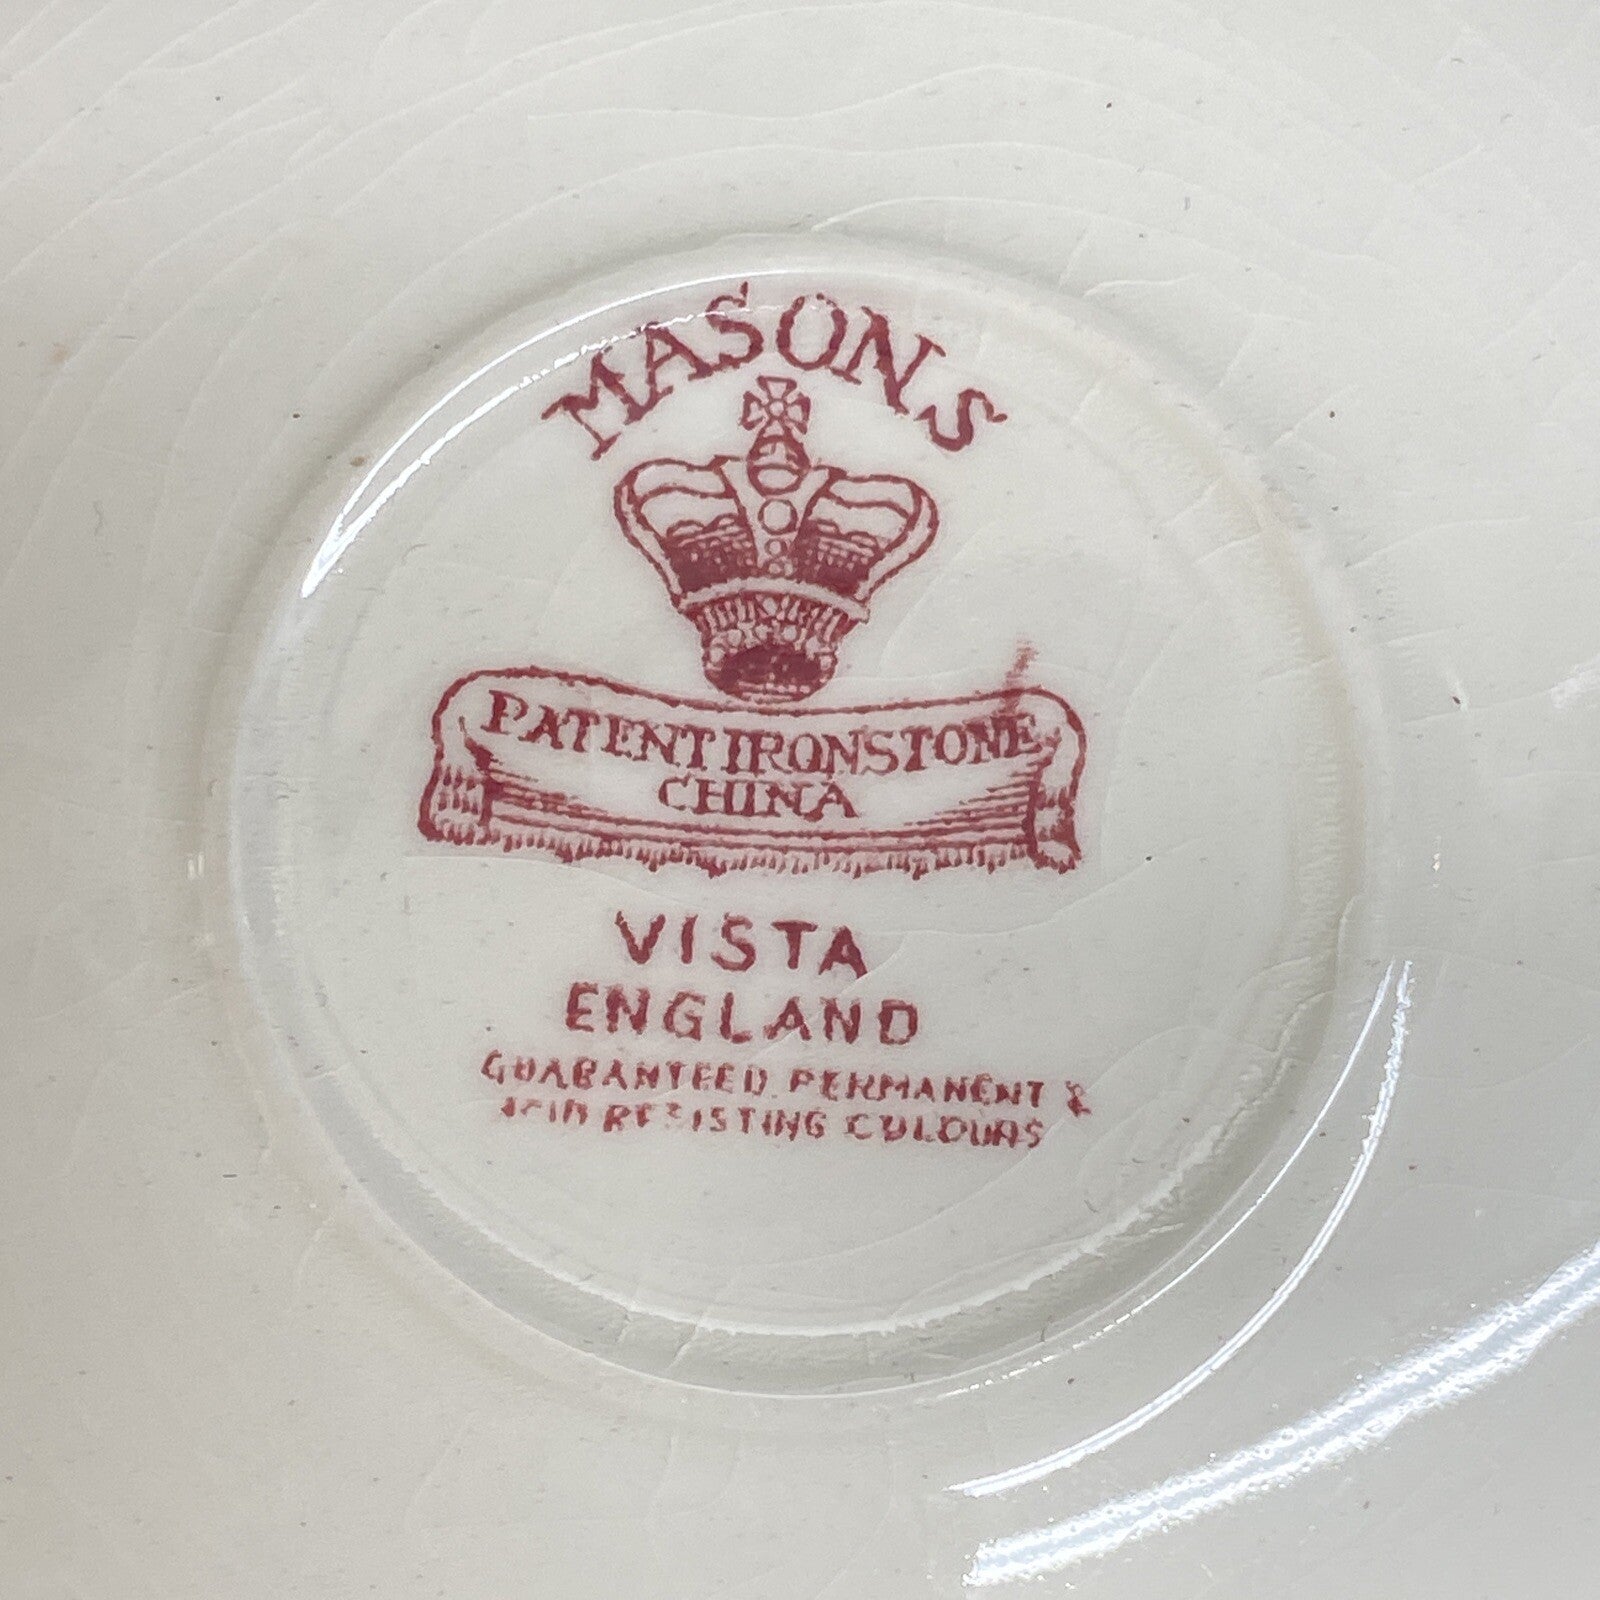 MASONS
PATENT IRONSTONE
CHINA
VISTA
ENGLAND
GUARANTEED PERMANENT &
ACID RESISTING COLOURS